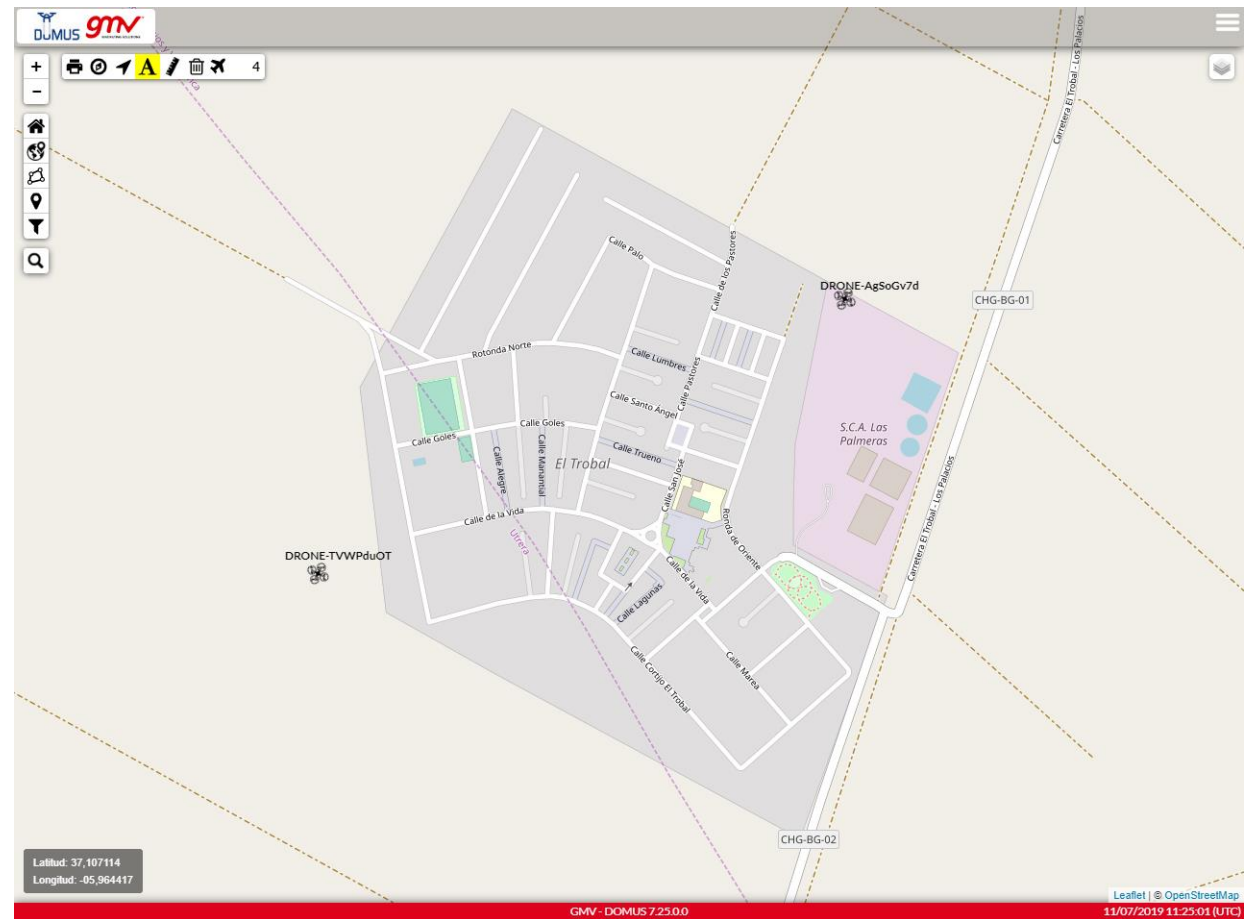 DOMUS gmv
INNOVATING SOLUTIONS
+
A
4
−
Carretera El Trobal - Los Palacios
Calle Palo
Calle de los Pastores
DRONE-AgSoGv7d
CHG-BG-01
Rotonda Norte
Calle Lumbres
Calle Pastores
Calle Santo Ángel
Calle Goles
Calle Goles
S.C.A. Las
Palmeras
Calle Trueno
El Trobal
Calle Alegre
Calle Manantial
Calle San José
Carretera El Trobal - Los Palacios
Calle de la Vida
Ronda de Oriente
Utrera
DRONE-TVWPduOT
Calle de la Vida
Calle Lagunas
Calle Marea
Calle Cortijo El Trobal
CHG-BG-02
Latitud: 37,107114
Longitud: -05,964417
Leaflet | © OpenStreetMap
GMV - DOMUS 7.25.0.0
11/07/2019 11:25:01 (UTC)